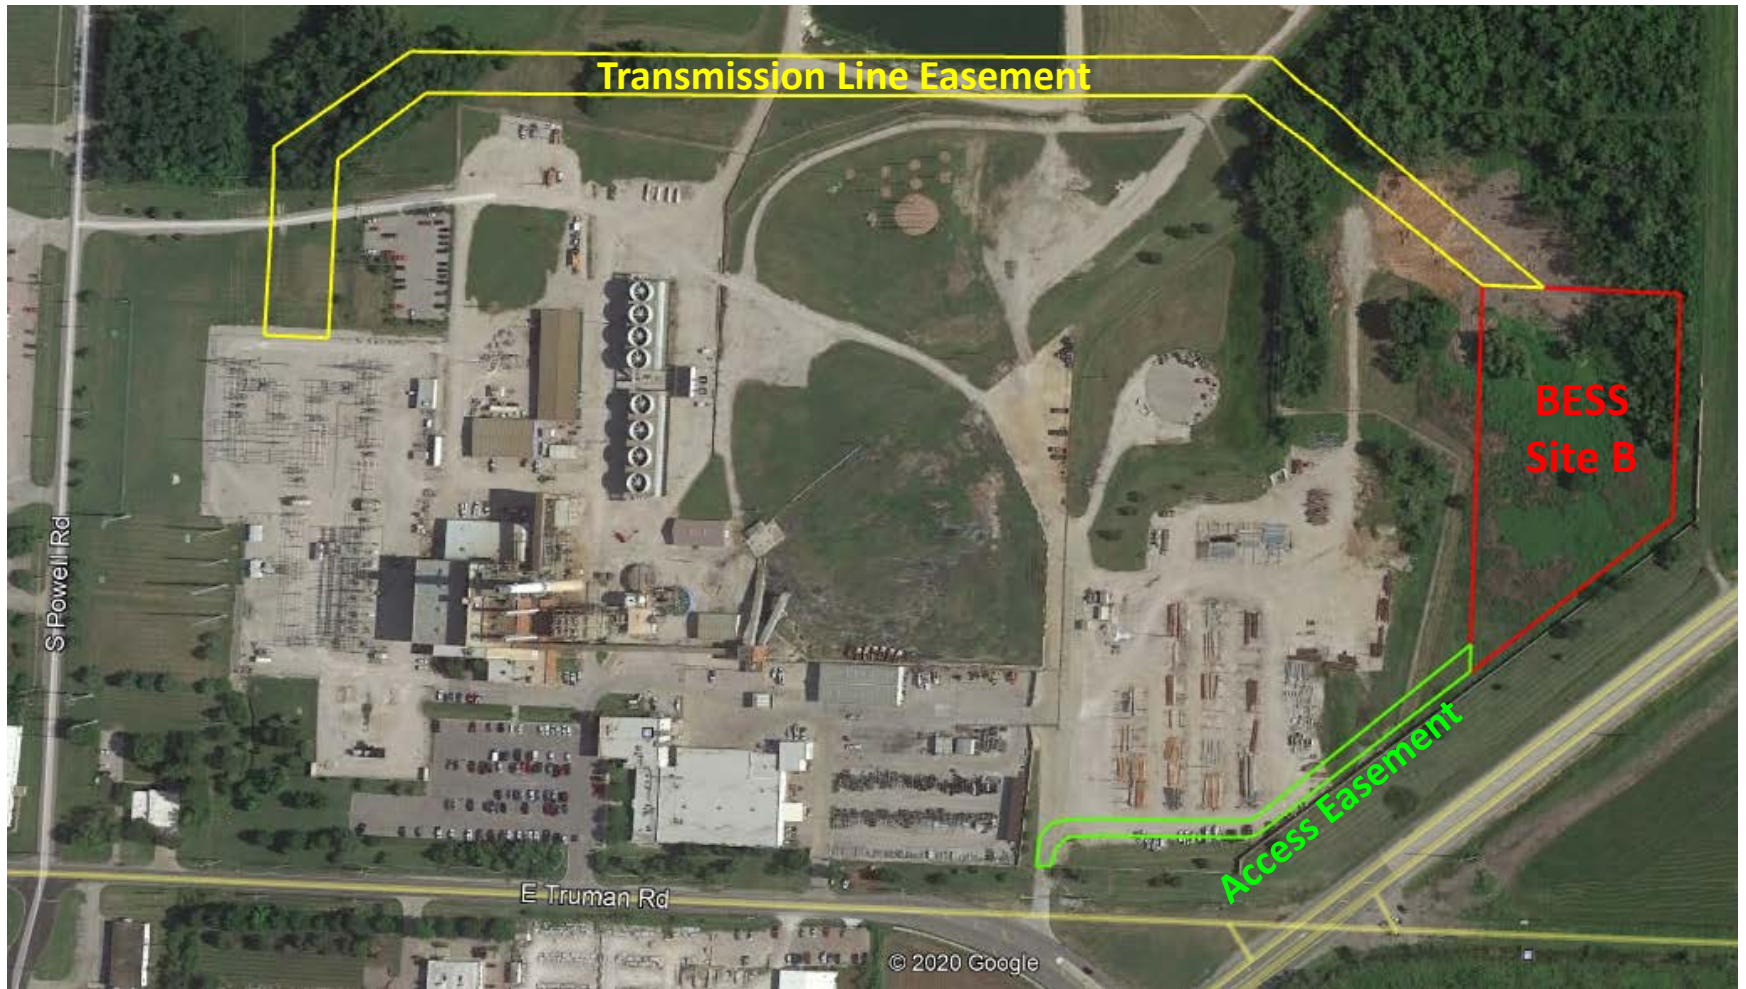 Transmission Line Easement
BESS
Site B
S Powell Rd
Access Easement
E Truman Rd
© 2020 Google